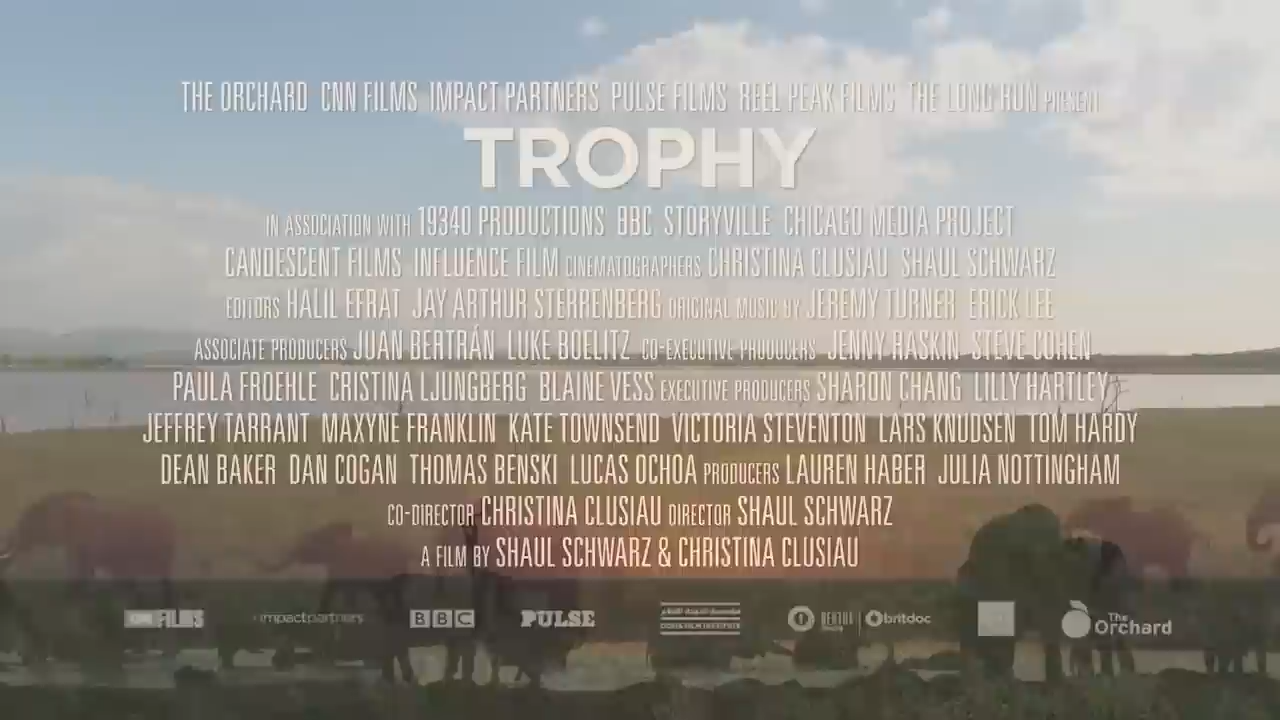 THE ORCHARD CNN FILMS IMPACT PARTNERS PULSE FILMS REEL PEAK FILMS THE LONG RUN PRESENT
TROPHY
IN ASSOCIATION WITH 19340 PRODUCTIONS BBC STORYVILLE CHICAGO MEDIA PROJECT
CANDESCENT FILMS INFLUENCE FILM CINEMATOGRAPHERS CHRISTINA CLUSIAU SHAUL SCHWARZ
EDITORS HALIL EFRAT JAY ARTHUR STERRENBERG ORIGINAL MUSIC BY JEREMY TURNER ERICK LEE
ASSOCIATE PRODUCERS JUAN BERTRÁN LUKE BOELITZ CO-EXECUTIVE PRODUCERS JENNY RASKIN STEVE COHEN
PAULA FROEHLE CRISTINA LJUNGBERG BLAINE VESS EXECUTIVE PRODUCERS SHARON CHANG LILLY HARTLEY
JEFFREY TARRANT MAXYNE FRANKLIN KATE TOWNSEND VICTORIA STEVENTON LARS KNUDSEN TOM HARDY
DEAN BAKER DAN COGAN THOMAS BENSKI LUCAS OCHOA PRODUCERS LAUREN HABER JULIA NOTTINGHAM
CO-DIRECTOR CHRISTINA CLUSIAU DIRECTOR SHAUL SCHWARZ
A FILM BY SHAUL SCHWARZ & CHRISTINA CLUSIAU
CNN FILMS impactpartners BBC PULSE DOHA FILM INSTITUTE BERTHA britdoc The Orchard